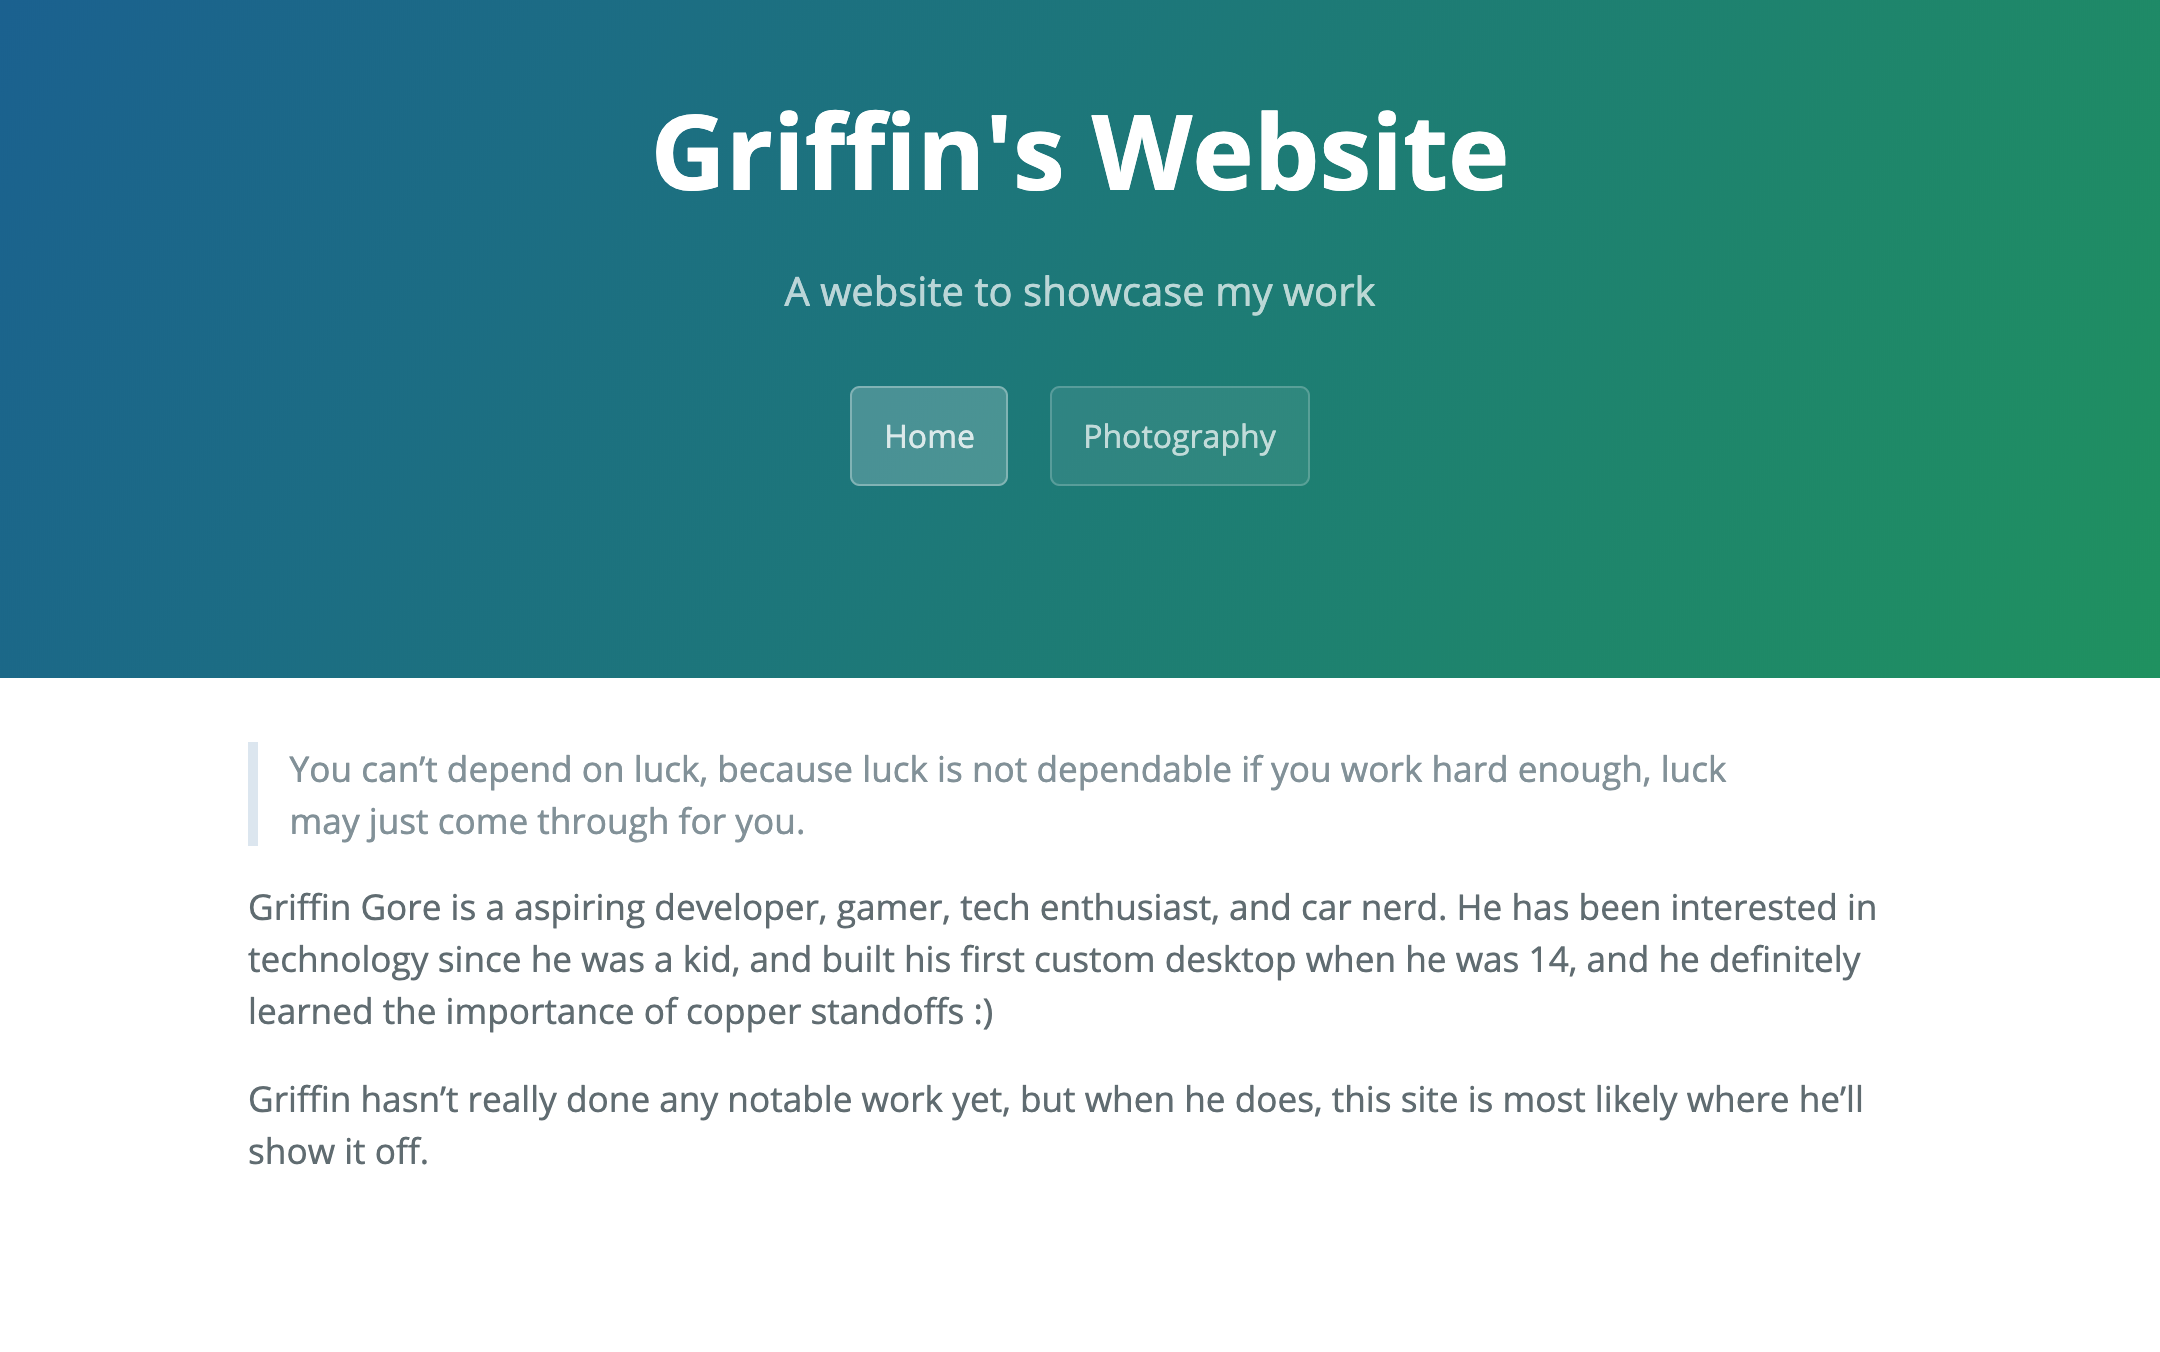 Griffin's Website
A website to showcase my work
Home
Photography
You can’t depend on luck, because luck is not dependable if you work hard enough, luck
may just come through for you.
Griffin Gore is a aspiring developer, gamer, tech enthusiast, and car nerd. He has been interested in
technology since he was a kid, and built his first custom desktop when he was 14, and he definitely
learned the importance of copper standoffs :)
Griffin hasn’t really done any notable work yet, but when he does, this site is most likely where he’ll
show it off.